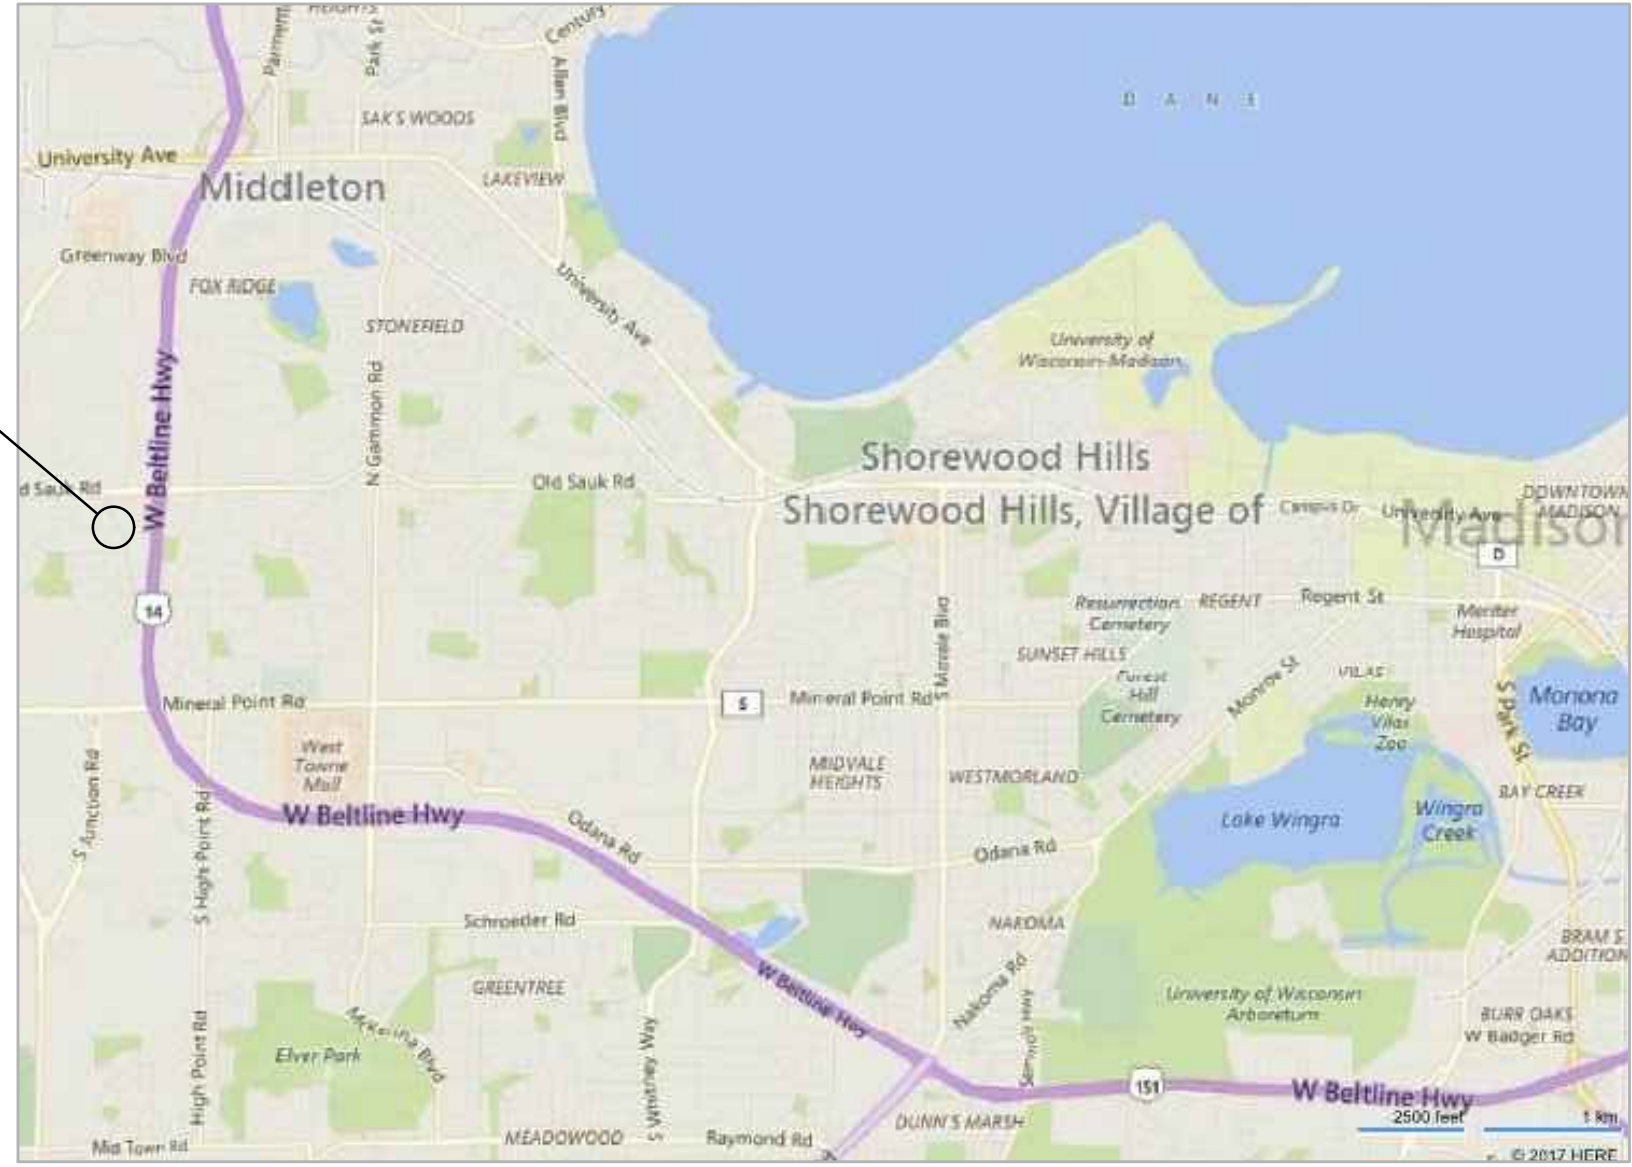 HEIGHTS
Park St
Century
Allen Blvd
D A N E
SAK'S WOODS
University Ave
Middleton
LAKEVIEW
Greenway Blvd
FOX RIDGE
STONEFIELD
University Ave
University of
Wisconsin-Madison
W Beltline Hwy
N Gammon Rd
Shorewood Hills
d Sauk Rd
Old Sauk Rd
Shorewood Hills, Village of
Campus Dr
University Ave
DOWNTOWN
MADISON
Madison
D
14
Resurrection
Cemetery
REGENT
Regent St
Meriter
Hospital
S Midvale Blvd
SUNSET HILLS
Forest
Hill
Cemetery
Monroe St
VILAS
Henry
Vilas
Zoo
S Park St
Monona
Bay
Mineral Point Rd
S
Mineral Point Rd
West
Towne
Mall
MIDVALE
HEIGHTS
WESTMORLAND
BAY CREEK
S Junction Rd
S High Point Rd
W Beltline Hwy
Odana Rd
Odana Rd
Lake Wingra
Wingra
Creek
Schroeder Rd
NAKOMA
BRAM'S
ADDITION
GREENTREE
W Beltline Hwy
Nakoma Rd
University of Wisconsin
Arboretum
BURR OAKS
W Badger Rd
High Point Rd
Elver Park
McKenna Blvd
S Whitney Way
Seminole Hwy
151
W Beltline Hwy
2500 feet
1 km
DUNN'S MARSH
Mid Town Rd
MEADOWOOD
Raymond Rd
© 2017 HERE